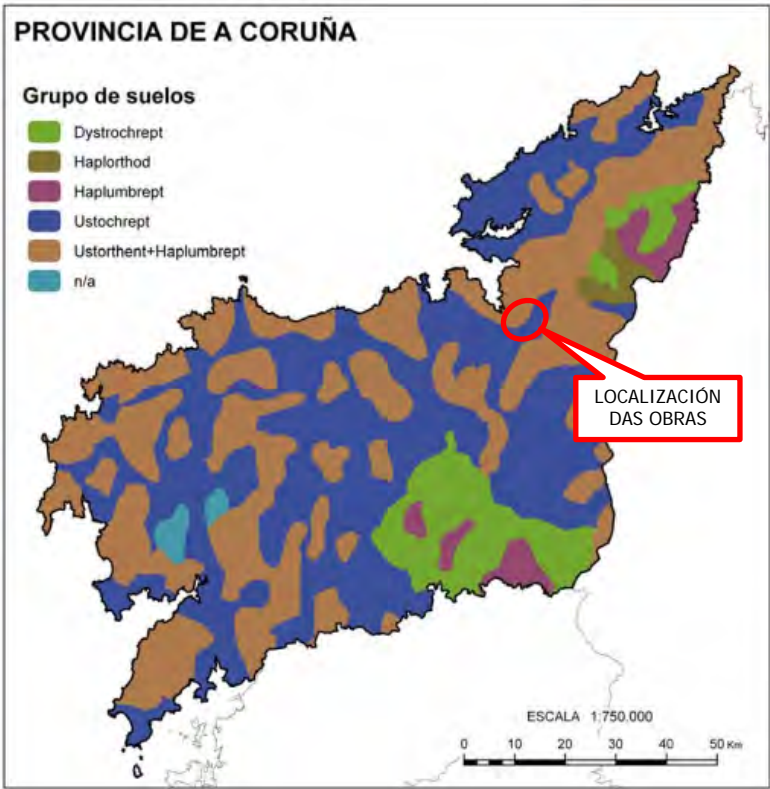 PROVINCIA DE A CORUÑA
Grupo de suelos
Dystrochrept
Haplorthod
Haplumbrept
Ustochrept
Ustorthent+Haplumbrept
n/a
LOCALIZACIÓN
DAS OBRAS
ESCALA 1:750.000
0 10 20 30 40 50 Km